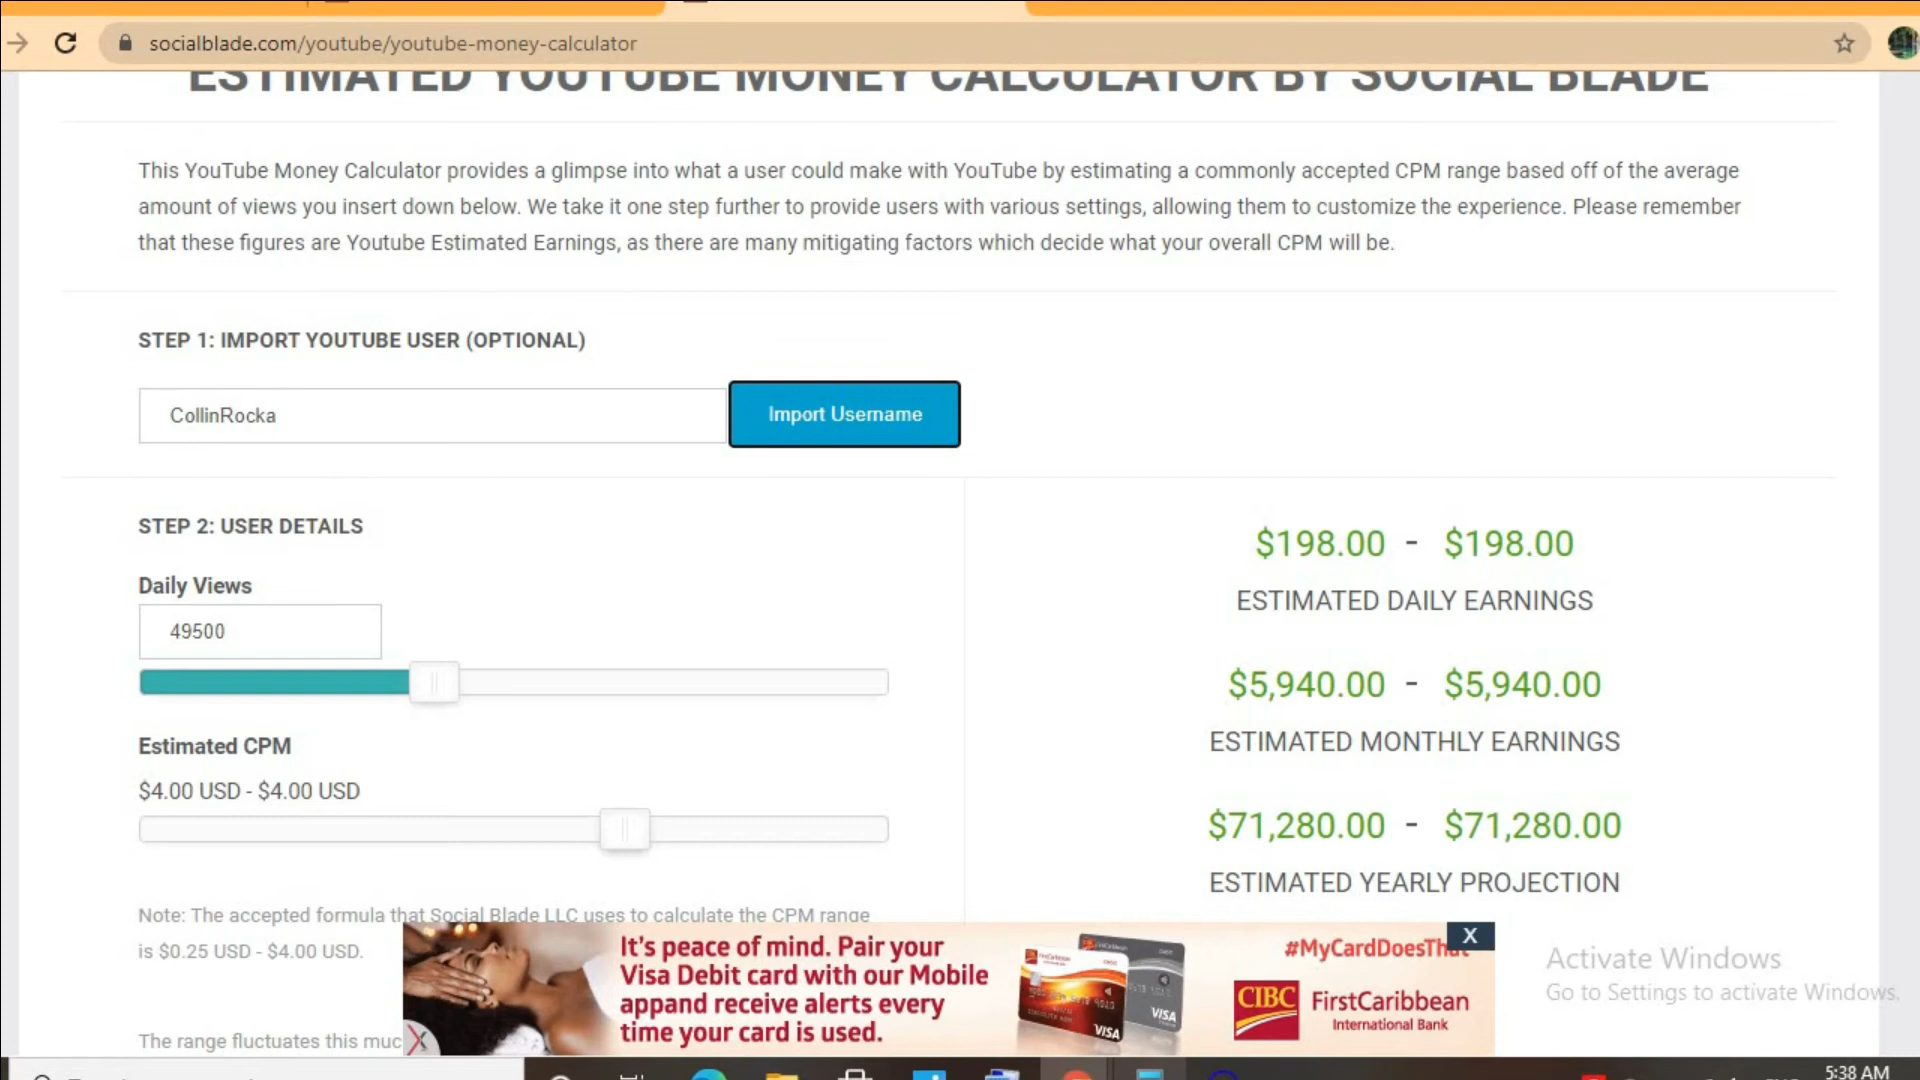 socialblade.com/youtube/youtube-money-calculator
ESTIMATED YOUTUBE MONEY CALCULATOR BY SOCIAL BLADE
This YouTube Money Calculator provides a glimpse into what a user could make with YouTube by estimating a commonly accepted CPM range based off of the average
amount of views you insert down below. We take it one step further to provide users with various settings, allowing them to customize the experience. Please remember
that these figures are Youtube Estimated Earnings, as there are many mitigating factors which decide what your overall CPM will be.
STEP 1: IMPORT YOUTUBE USER (OPTIONAL)
CollinRocka
Import Username
STEP 2: USER DETAILS
Daily Views
49500
Estimated CPM
$4.00 USD - $4.00 USD
Note: The accepted formula that Social Blade LLC uses to calculate the CPM range
is $0.25 USD - $4.00 USD.
The range fluctuates this muc
$198.00 - $198.00
ESTIMATED DAILY EARNINGS
$5,940.00 - $5,940.00
ESTIMATED MONTHLY EARNINGS
$71,280.00 - $71,280.00
ESTIMATED YEARLY PROJECTION
It's peace of mind. Pair your
Visa Debit card with our Mobile
appand receive alerts every
time your card is used.
VISA
VISA
#MyCardDoesThat
X
CIBC FirstCaribbean
International Bank
Activate Windows
Go to Settings to activate Windows.
5:38 AM